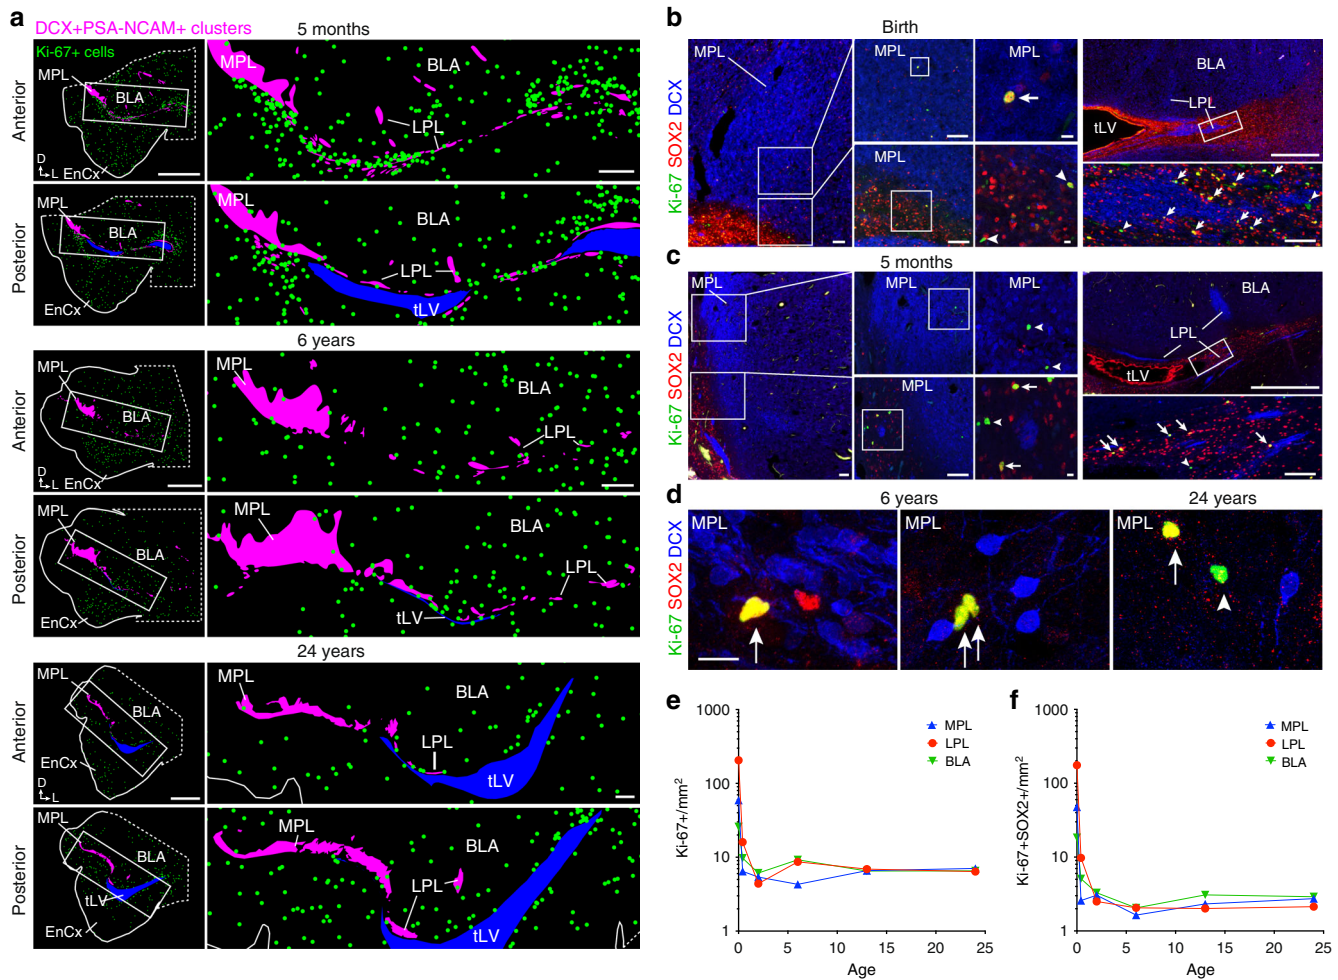 a
DCX+PSA-NCAM+ clusters
5 months
Ki-67+ cells
MPL
BLA
EnCx
D
L
Anterior
MPL
BLA
LPL
MPL
BLA
EnCx
Posterior
MPL
BLA
LPL
tLV
6 years
MPL
BLA
D
L
EnCx
Anterior
MPL
BLA
LPL
MPL
BLA
EnCx
Posterior
MPL
BLA
LPL
tLV
24 years
MPL
BLA
EnCx
D
L
Anterior
MPL
BLA
LPL
tLV
MPL
BLA
tLV
EnCx
Posterior
MPL
BLA
LPL
tLV
b
Birth
Ki-67 SOX2 DCX
MPL
MPL
MPL
BLA
LPL
tLV
c
5 months
Ki-67 SOX2 DCX
MPL
MPL
MPL
MPL
BLA
LPL
tLV
d
6 years
24 years
Ki-67 SOX2 DCX
MPL
MPL
MPL
e
Ki-67+/mm2
1000
100
10
1
0 5 10 15 20 25
Age
MPL
LPL
BLA
f
Ki-67+SOX2+/mm2
1000
100
10
1
0 5 10 15 20 25
Age
MPL
LPL
BLA